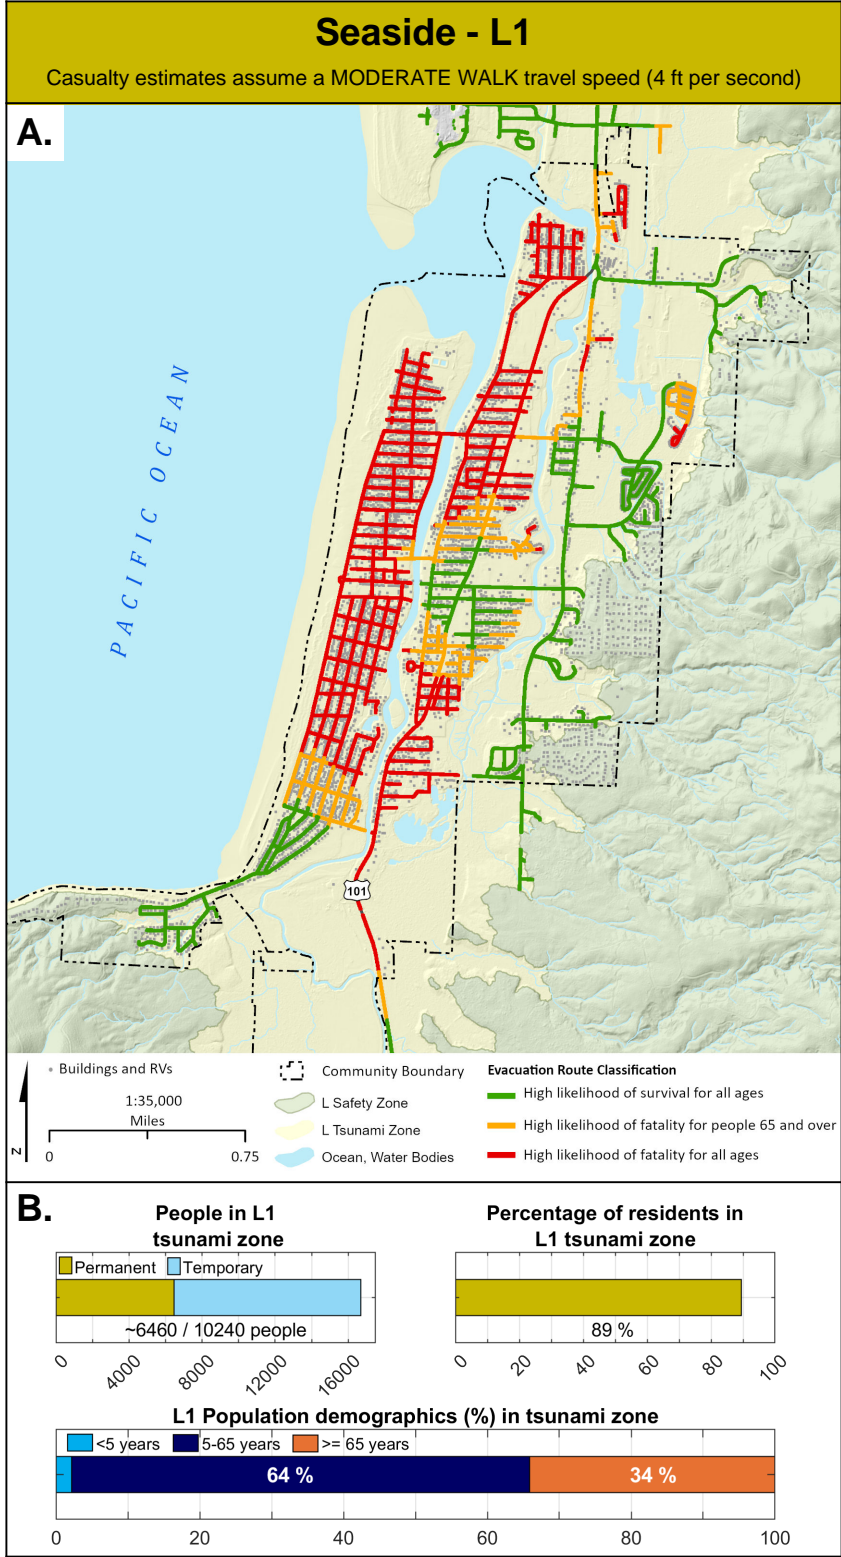 Seaside - L1
Casualty estimates assume a MODERATE WALK travel speed (4 ft per second)
A.
PACIFIC OCEAN
101
Buildings and RVs
1:35,000
Miles
0 0.75
N
Community Boundary
L Safety Zone
L Tsunami Zone
Ocean, Water Bodies
Evacuation Route Classification
High likelihood of survival for all ages
High likelihood of fatality for people 65 and over
High likelihood of fatality for all ages
B.
People in L1
tsunami zone
Permanent Temporary
~6460 / 10240 people
0 4000 8000 12000 16000
Percentage of residents in
L1 tsunami zone
89 %
0 20 40 60 80 100
L1 Population demographics (%) in tsunami zone
<5 years 5-65 years >= 65 years
64 % 34 %
0 20 40 60 80 100